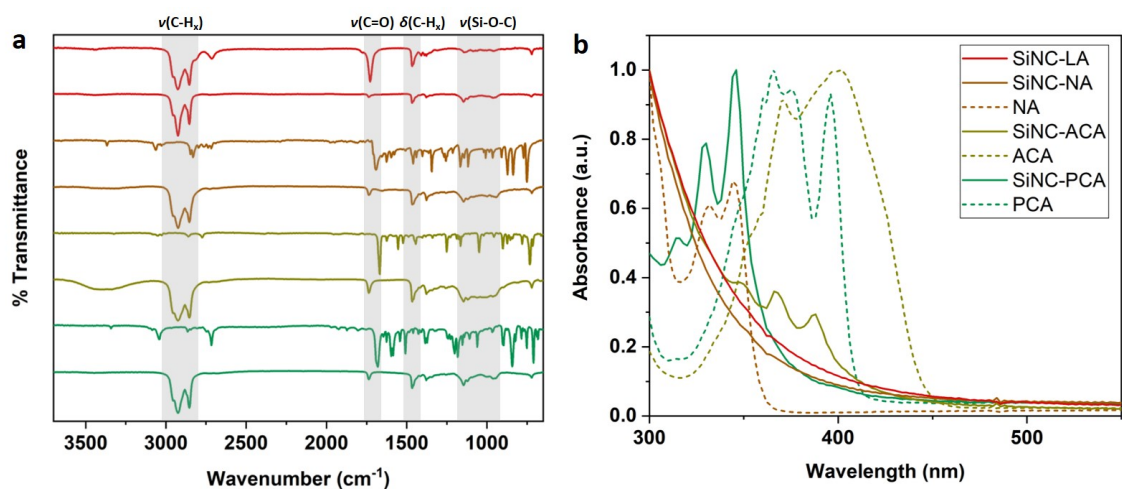 a
ν(C-Hₓ) ν(C=O) δ(C-Hₓ) ν(Si-O-C)
% Transmittance
3500 3000 2500 2000 1500 1000
Wavenumber (cm⁻¹)
b
Absorbance (a.u.)
1.0
0.8
0.6
0.4
0.2
0.0
300 400 500
Wavelength (nm)
SiNC-LA
SiNC-NA
NA
SiNC-ACA
ACA
SiNC-PCA
PCA